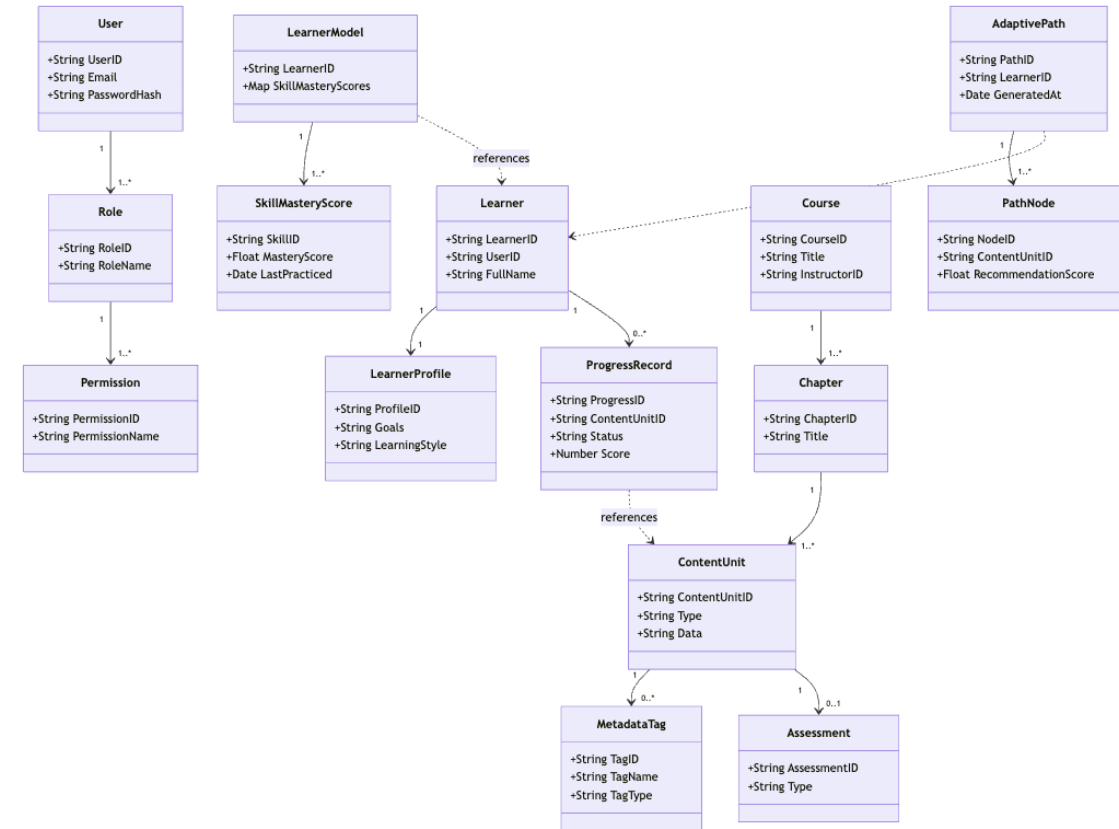 User
+String UserID
+String Email
+String PasswordHash
LearnerModel
+String LearnerID
+Map SkillMasteryScores
AdaptivePath
+String PathID
+String LearnerID
+Date GeneratedAt
1
1..*
1
1..*
references
1
1..*
Role
+String RoleID
+String RoleName
SkillMasteryScore
+String SkillID
+Float MasteryScore
+Date LastPracticed
Learner
+String LearnerID
+String UserID
+String FullName
Course
+String CourseID
+String Title
+String InstructorID
PathNode
+String NodeID
+String ContentUnitID
+Float RecommendationScore
1
1..*
1
1
1
0..*
1
1..*
Permission
+String PermissionID
+String PermissionName
LearnerProfile
+String ProfileID
+String Goals
+String LearningStyle
ProgressRecord
+String ProgressID
+String ContentUnitID
+String Status
+Number Score
Chapter
+String ChapterID
+String Title
references
1
1..*
ContentUnit
+String ContentUnitID
+String Type
+String Data
1
0..*
1
0..1
MetadataTag
+String TagID
+String TagName
+String TagType
Assessment
+String AssessmentID
+String Type